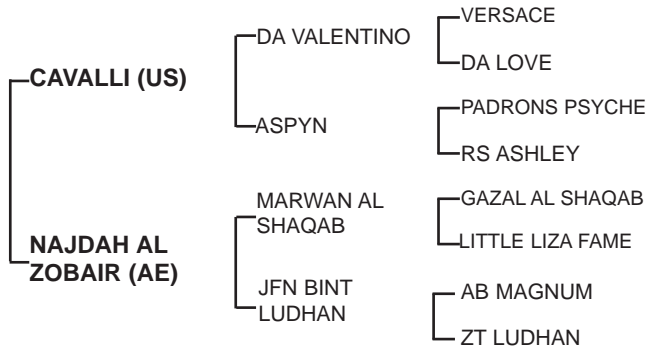 VERSACE
DA VALENTINO
DA LOVE
CAVALLI (US)
PADRONS PSYCHE
ASPYN
RS ASHLEY
MARWAN AL
SHAQAB
GAZAL AL SHAQAB
LITTLE LIZA FAME
NAJDAH AL
ZOBAIR (AE)
JFN BINT
LUDHAN
AB MAGNUM
ZT LUDHAN